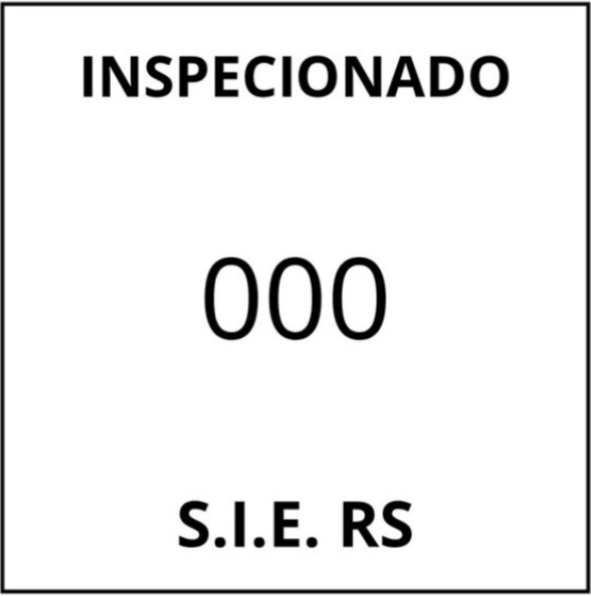 INSPECIONADO
000
S.I.E. RS